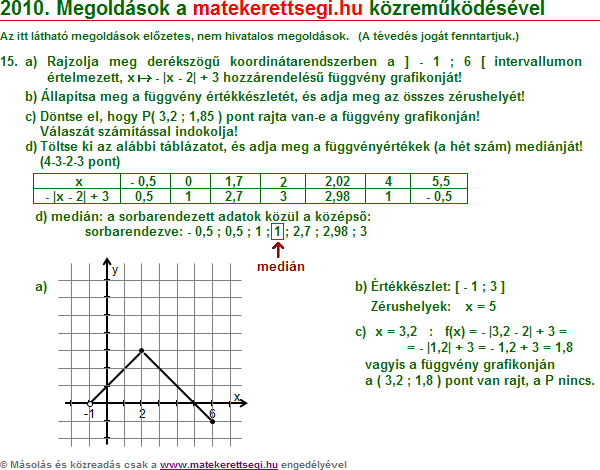 2010. Megoldások a matekerettsegi.hu közreműködésével
Az itt látható megoldások előzetes, nem hivatalos megoldások. (A tévedés jogát fenntartjuk.)
15. a) Rajzolja meg derékszögű koordinátarendszerben a ] - 1 ; 6 [ intervallumon
értelmezett, x ↦ - |x - 2| + 3 hozzárendelésű függvény grafikonját!
b) Állapítsa meg a függvény értékkészletét, és adja meg az összes zérushelyét!
c) Döntse el, hogy P( 3,2 ; 1,85 ) pont rajta van-e a függvény grafikonján!
Válaszát számítással indokolja!
d) Töltse ki az alábbi táblázatot, és adja meg a függvényértékek (a hét szám) mediánját!
(4-3-2-3 pont)
x - 0,5 0 1,7 2 2,02 4 5,5
- |x - 2| + 3 0,5 1 2,7 3 2,98 1 - 0,5
d) medián: a sorbarendezett adatok közül a középső:
sorbarendezve: - 0,5 ; 0,5 ; 1 ; 1 ; 2,7 ; 2,98 ; 3
medián
a)
y
x
-1 2 6
b) Értékkészlet: [ - 1 ; 3 ]
Zérushelyek: x = 5
c) x = 3,2 : f(x) = - |3,2 - 2| + 3 =
= - |1,2| + 3 = - 1,2 + 3 = 1,8
vagyis a függvény grafikonján
a ( 3,2 ; 1,8 ) pont van rajt, a P nincs.
© Másolás és közreadás csak a www.matekerettsegi.hu engedélyével